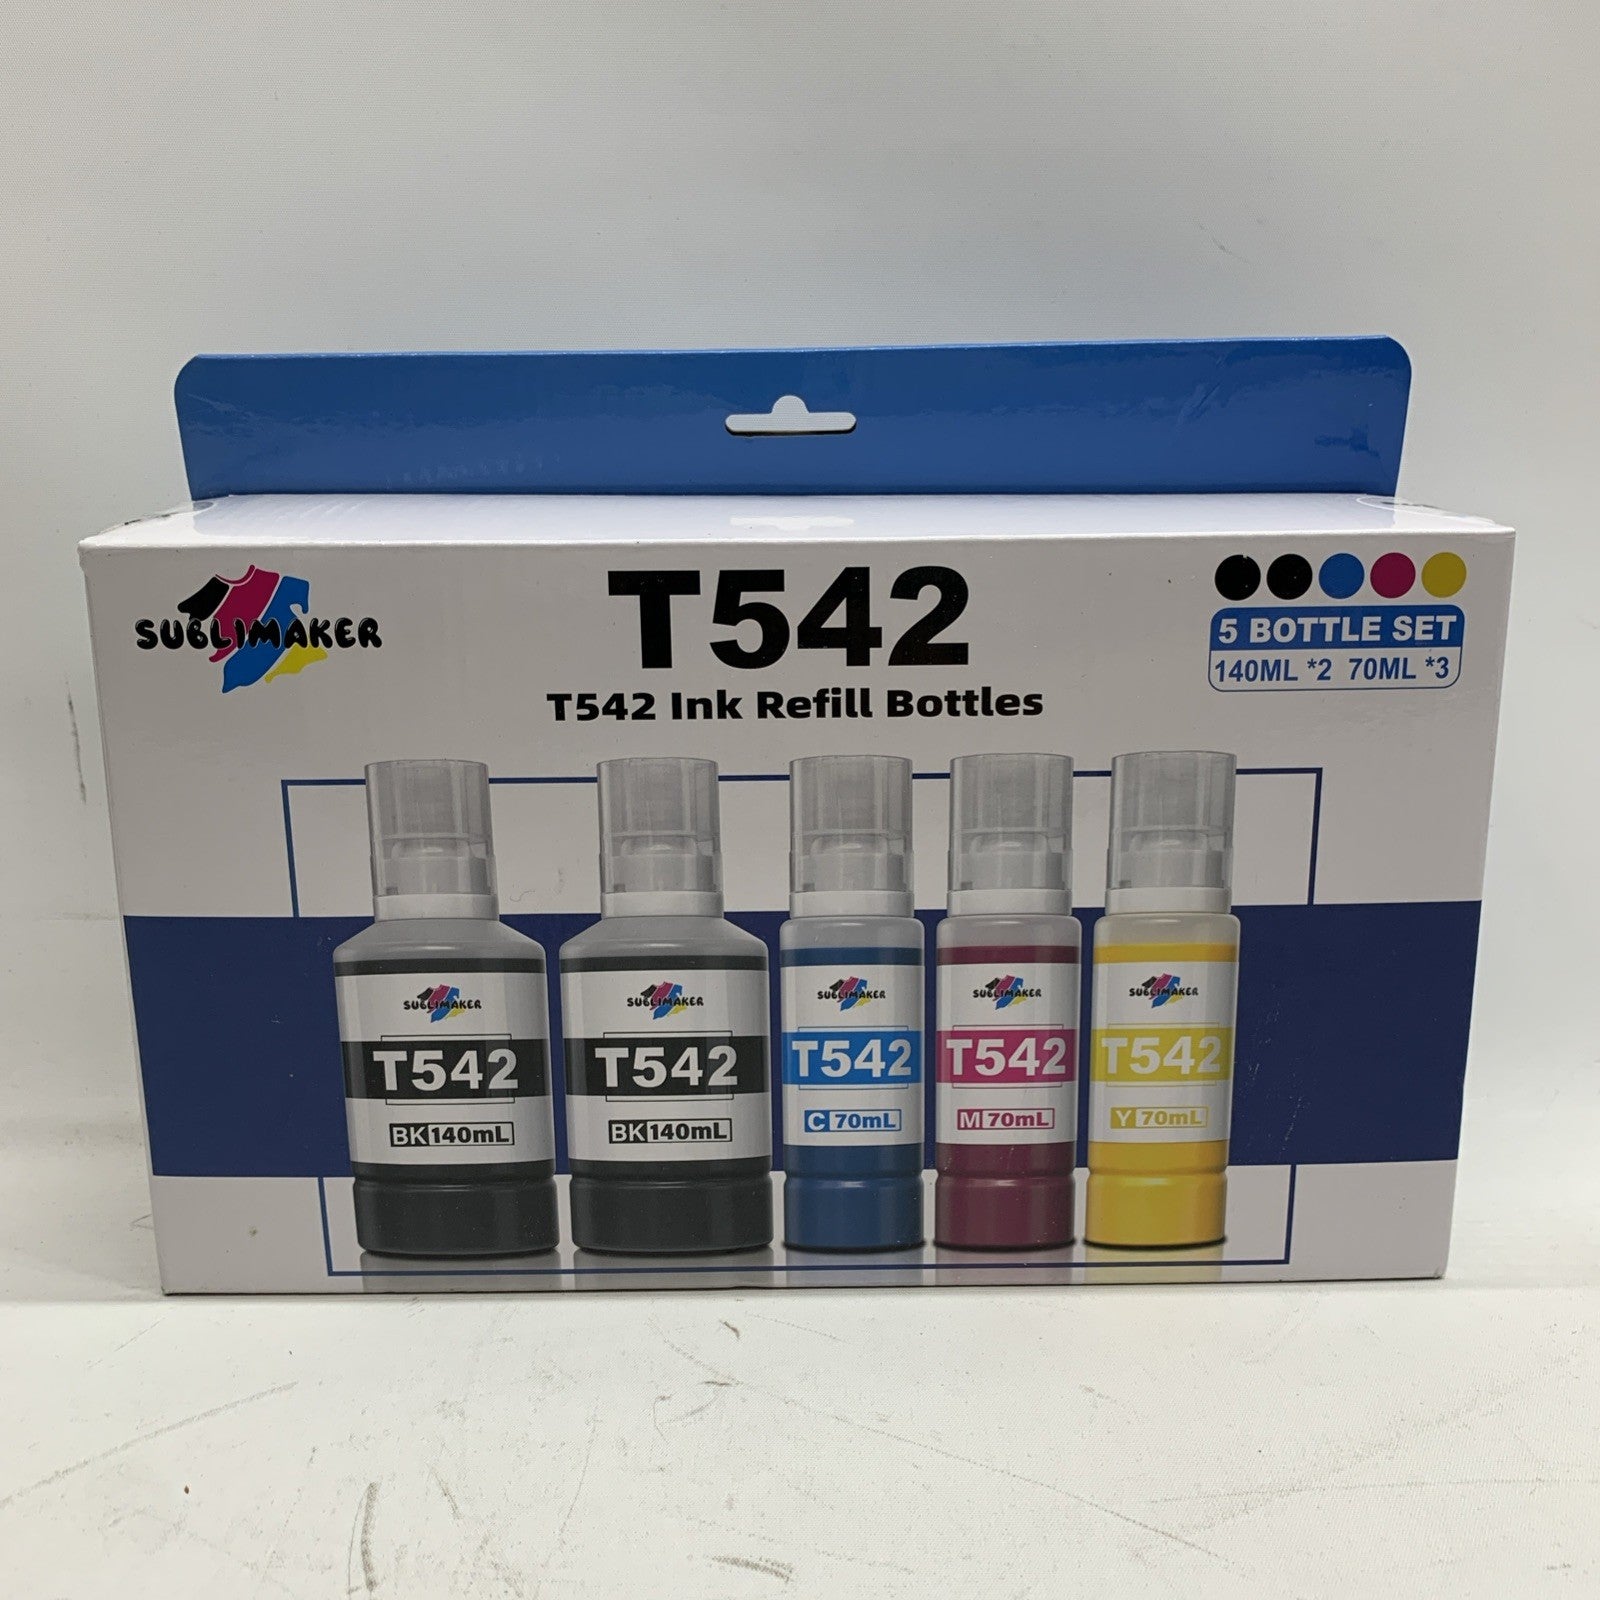 SUBLIMAKER
T542
T542 Ink Refill Bottles
5 BOTTLE SET
140ML *2 70ML *3
SUBLIMAKER
T542
BK 140mL
SUBLIMAKER
T542
BK 140mL
SUBLIMAKER
T542
C 70mL
SUBLIMAKER
T542
M 70mL
SUBLIMAKER
T542
Y 70mL